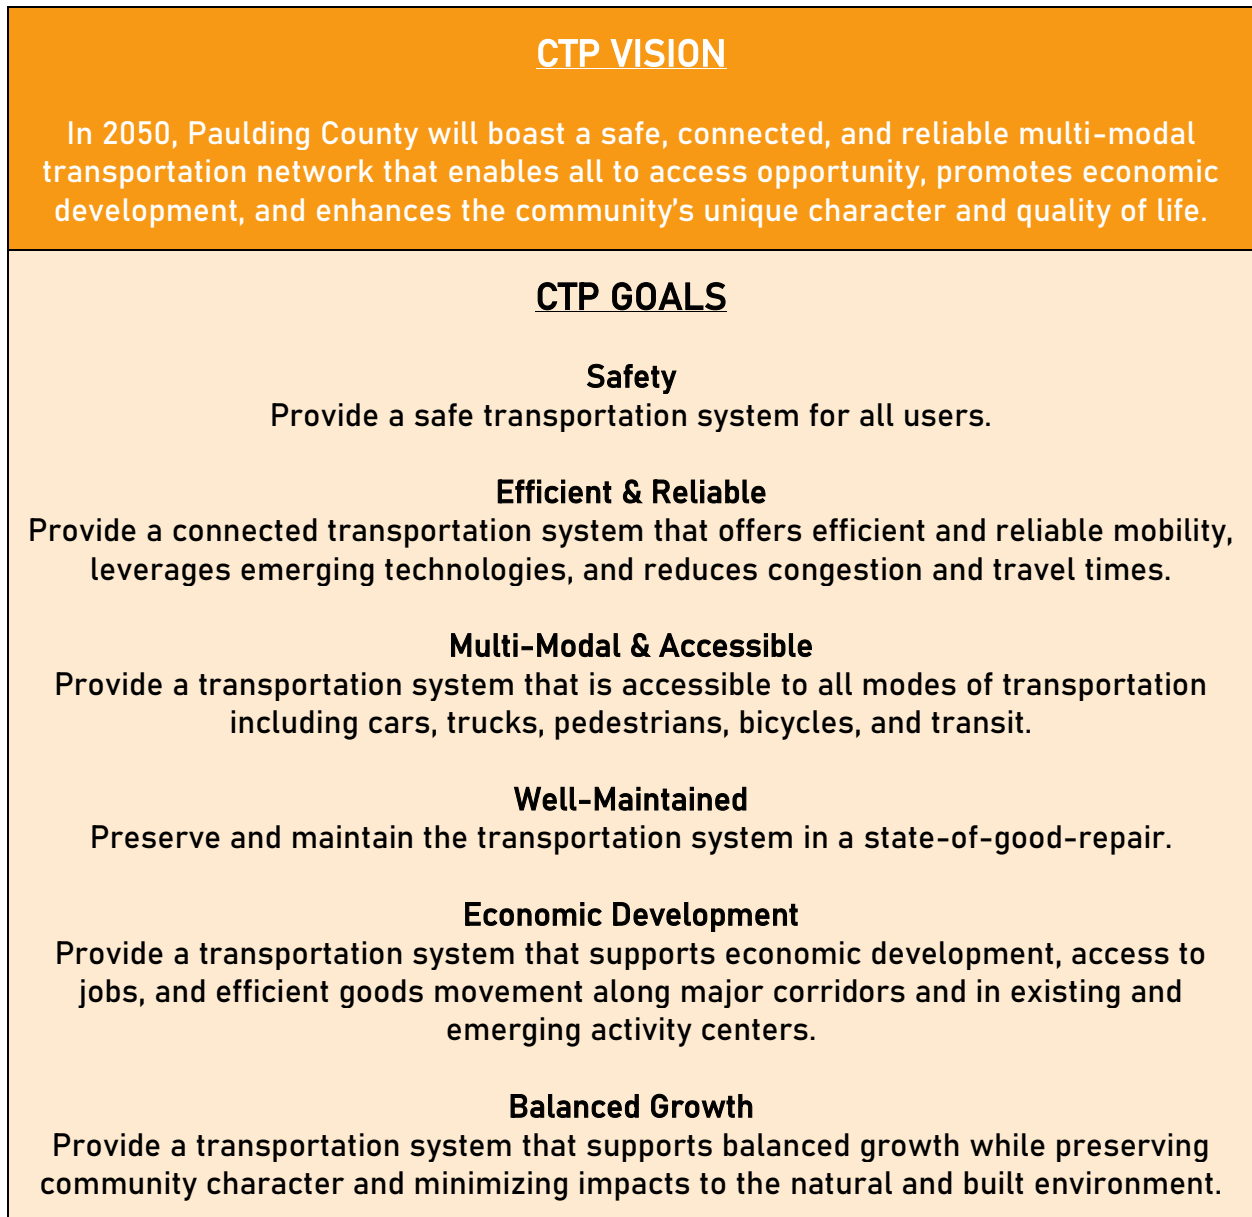 CTP VISION
In 2050, Paulding County will boast a safe, connected, and reliable multi-modal
transportation network that enables all to access opportunity, promotes economic
development, and enhances the community's unique character and quality of life.
CTP GOALS
Safety
Provide a safe transportation system for all users.
Efficient & Reliable
Provide a connected transportation system that offers efficient and reliable mobility,
leverages emerging technologies, and reduces congestion and travel times.
Multi-Modal & Accessible
Provide a transportation system that is accessible to all modes of transportation
including cars, trucks, pedestrians, bicycles, and transit.
Well-Maintained
Preserve and maintain the transportation system in a state-of-good-repair.
Economic Development
Provide a transportation system that supports economic development, access to
jobs, and efficient goods movement along major corridors and in existing and
emerging activity centers.
Balanced Growth
Provide a transportation system that supports balanced growth while preserving
community character and minimizing impacts to the natural and built environment.